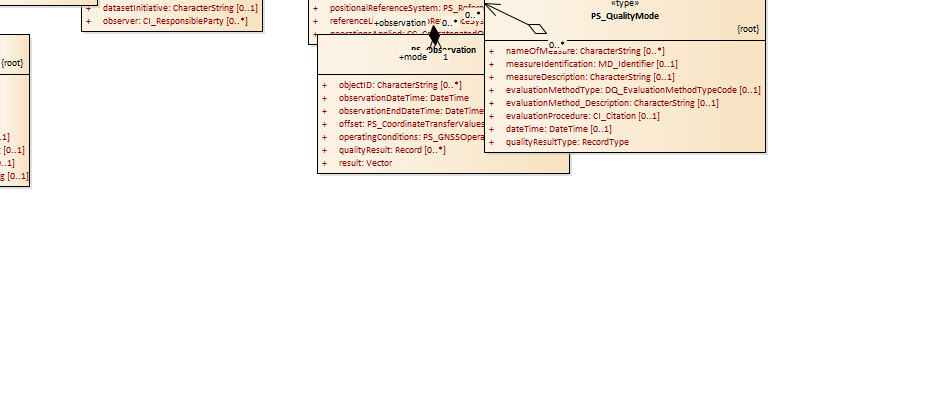 + datasetInitiative: CharacterString [0..1]
+ observer: CI_ResponsibleParty [0..*]
{root}
..1]
[0..1]
..1]
g [0..1]
+ positionalReferenceSystem:
+observation 0..*
0..*
+mode 1
+ objectID: CharacterString [0..*]
+ observationDateTime: DateTime
+ observationEndDateTime: DateTime
+ offset: PS_CoordinateTransferValues
+ operatingConditions: PS_GNSSOpera
+ qualityResult: Record [0..*]
+ result: Vector
«type»
PS_QualityMode
{root}
0..*
+ nameOfMeasure: CharacterString [0..*]
+ measureIdentification: MD_Identifier [0..1]
+ measureDescription: CharacterString [0..1]
+ evaluationMethodType: DQ_EvaluationMethodTypeCode [0..1]
+ evaluationMethod_Description: CharacterString [0..1]
+ evaluationProcedure: CI_Citation [0..1]
+ dateTime: DateTime [0..1]
+ qualityResultType: RecordType